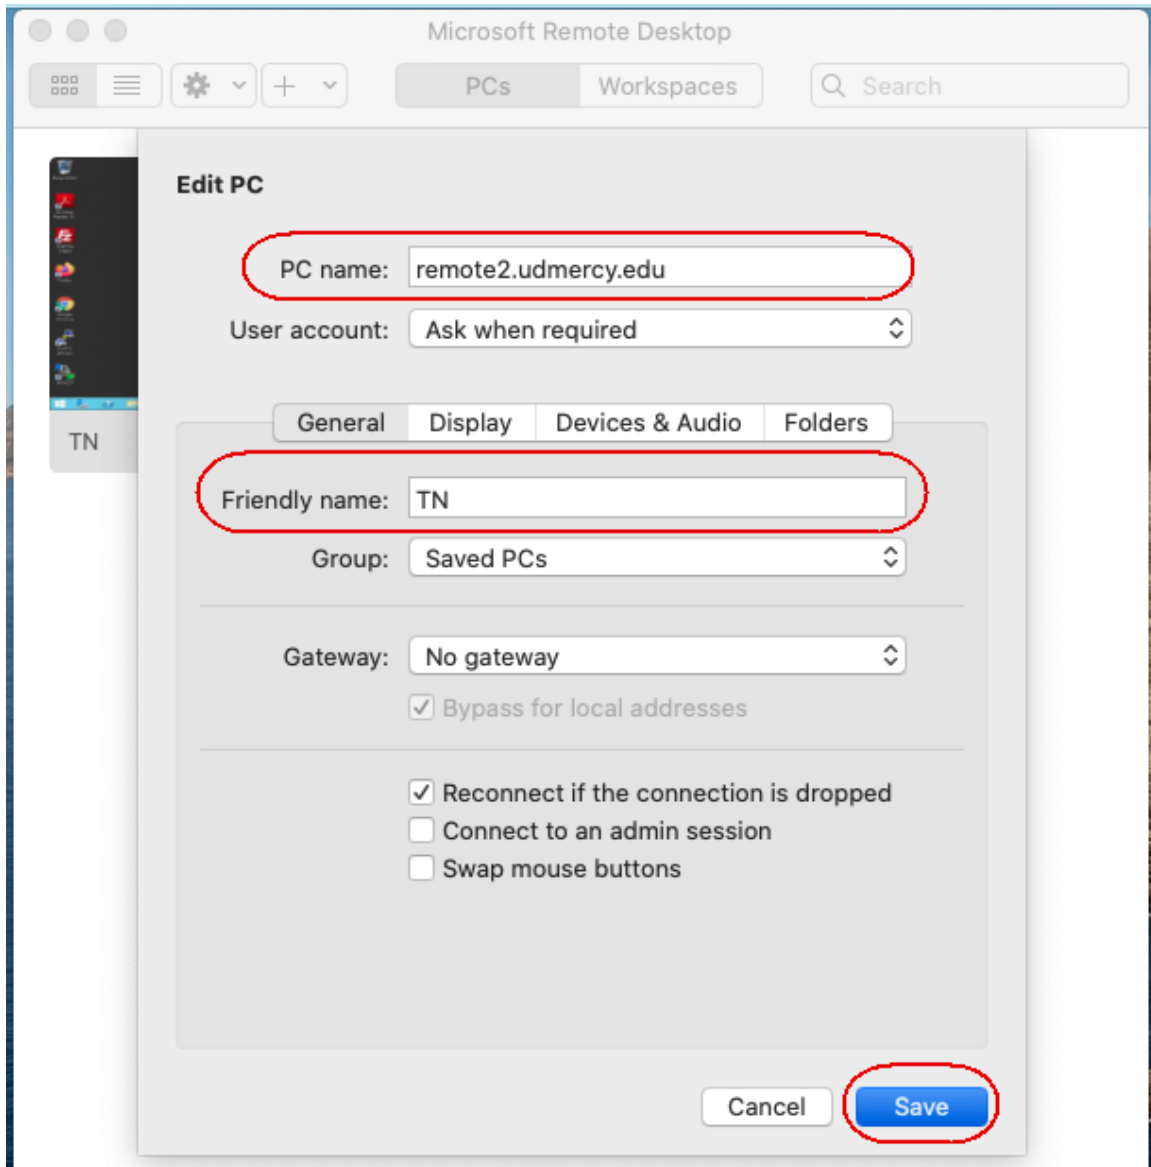 Microsoft Remote Desktop
PCs Workspaces Search
Edit PC
PC name: remote2.udmercy.edu
User account: Ask when required
General Display Devices & Audio Folders
TN
Friendly name: TN
Group: Saved PCs
Gateway: No gateway
Bypass for local addresses
Reconnect if the connection is dropped
Connect to an admin session
Swap mouse buttons
Cancel Save